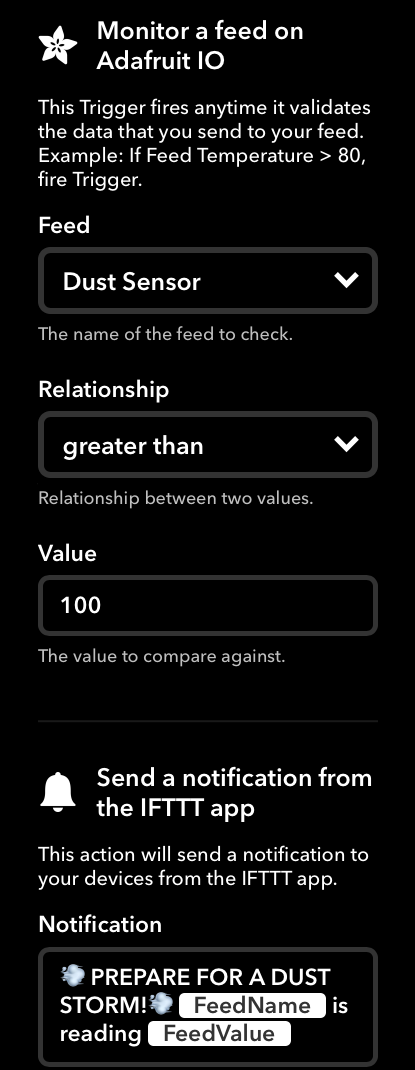 Monitor a feed on
Adafruit IO
This Trigger fires anytime it validates
the data that you send to your feed.
Example: If Feed Temperature > 80,
fire Trigger.
Feed
Dust Sensor
The name of the feed to check.
Relationship
greater than
Relationship between two values.
Value
100
The value to compare against.
Send a notification from
the IFTTT app
This action will send a notification to
your devices from the IFTTT app.
Notification
💨 PREPARE FOR A DUST
STORM!💨 FeedName is
reading FeedValue